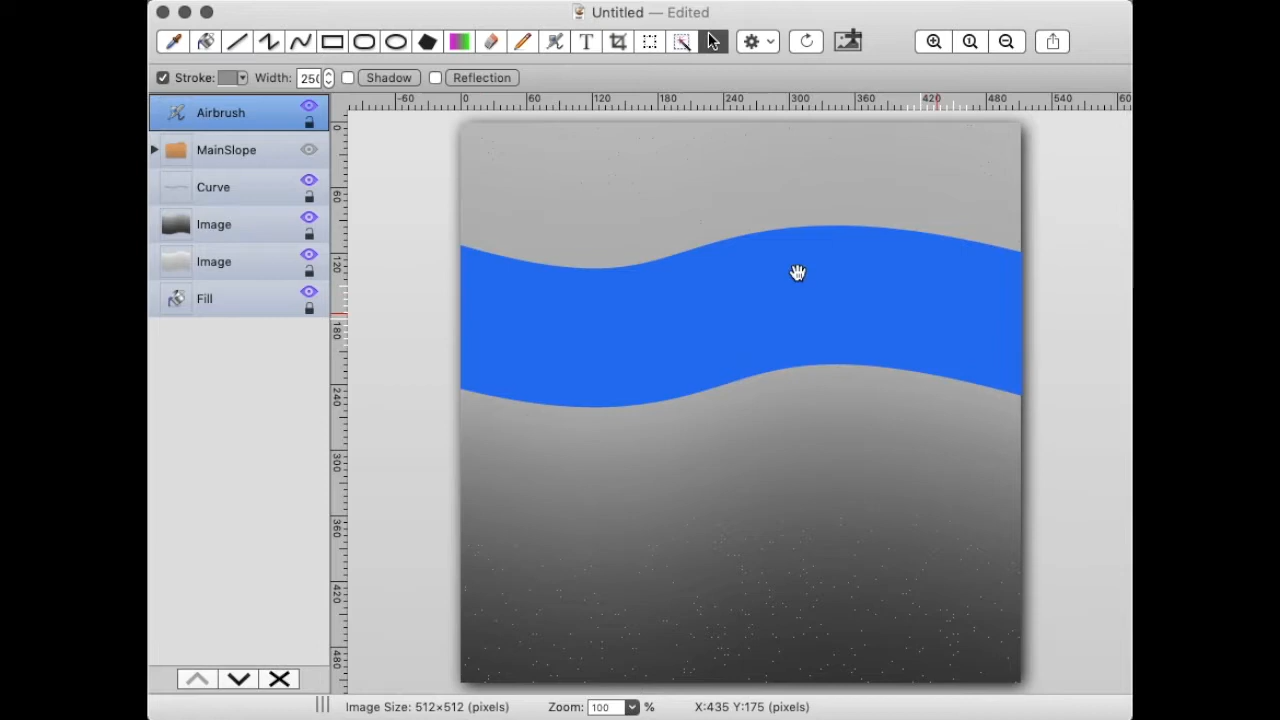 Untitled — Edited
T
Stroke: Width: 250 Shadow Reflection
-60 0 60 120 180 240 300 360 420 480 540 60
Airbrush
MainSlope
Curve
Image
Image
Fill
0
60
120
180
240
300
360
420
480
Image Size: 512×512 (pixels) Zoom: 100 % X:435 Y:175 (pixels)